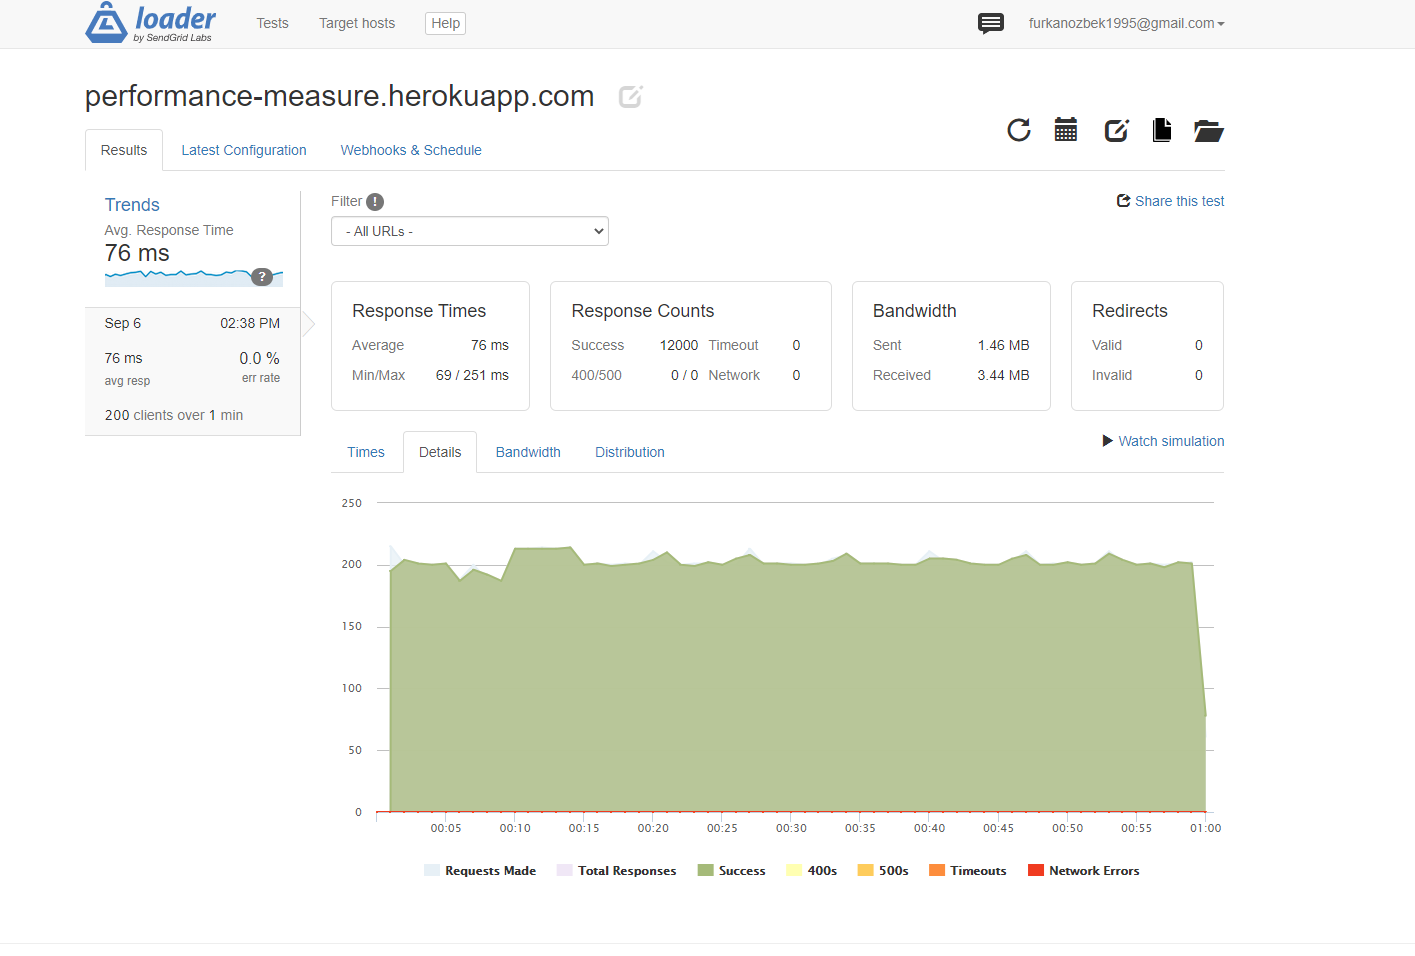 loader
by SendGrid Labs
Tests Target hosts Help furkanozbek1995@gmail.com
performance-measure.herokuapp.com
Results Latest Configuration Webhooks & Schedule
Trends
Avg. Response Time
76 ms
?
Sep 6 02:38 PM
76 ms 0.0 %
avg resp err rate
200 clients over 1 min
Filter !
Share this test
- All URLs -
Response Times
Average 76 ms
Min/Max 69 / 251 ms
Response Counts
Success 12000 Timeout 0
400/500 0 / 0 Network 0
Bandwidth
Sent 1.46 MB
Received 3.44 MB
Redirects
Valid 0
Invalid 0
Watch simulation
Times Details Bandwidth Distribution
250
200
150
100
50
0
00:05 00:10 00:15 00:20 00:25 00:30 00:35 00:40 00:45 00:50 00:55 01:00
Requests Made Total Responses Success 400s 500s Timeouts Network Errors